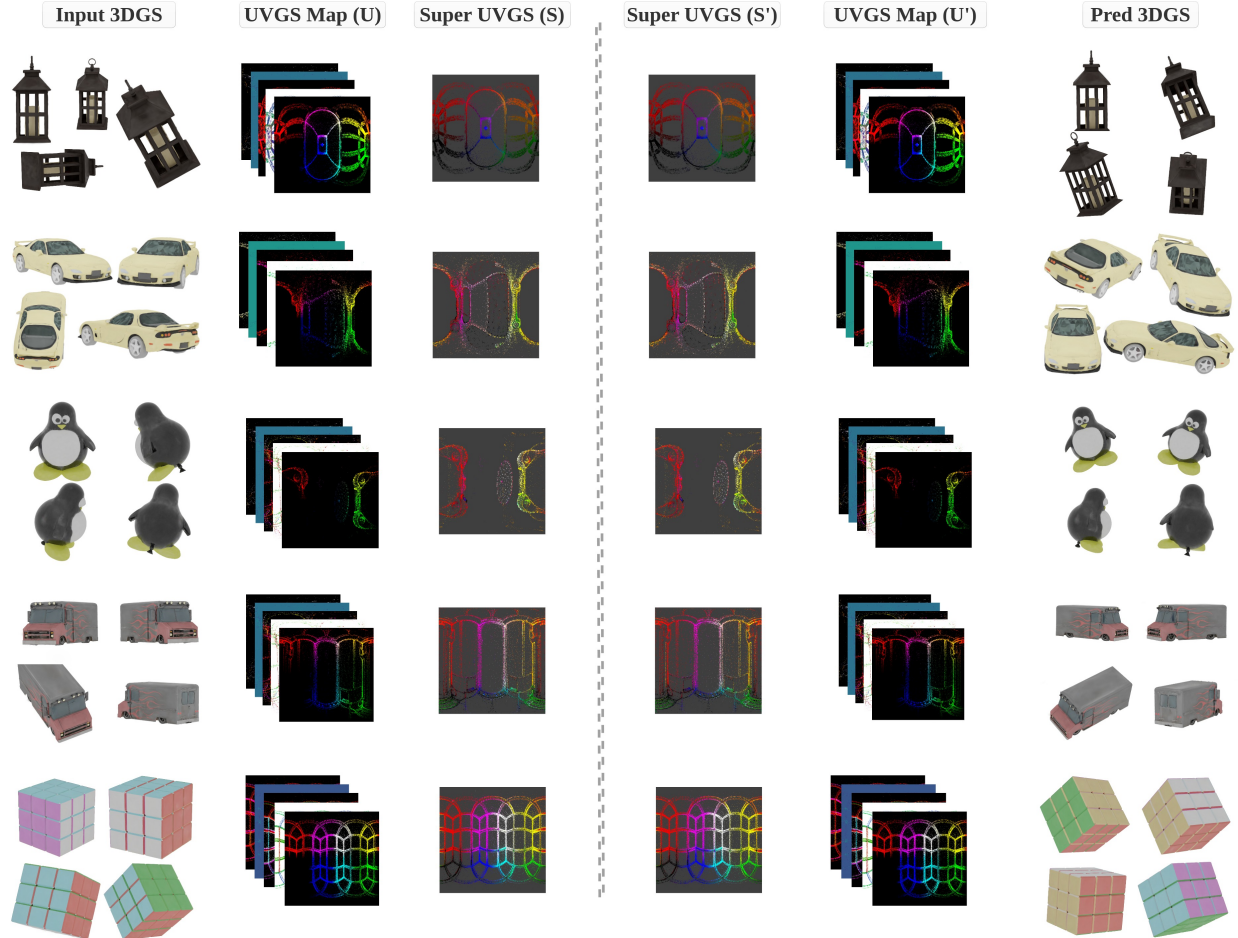 Input 3DGS
UVGS Map (U)
Super UVGS (S)
Super UVGS (S')
UVGS Map (U')
Pred 3DGS